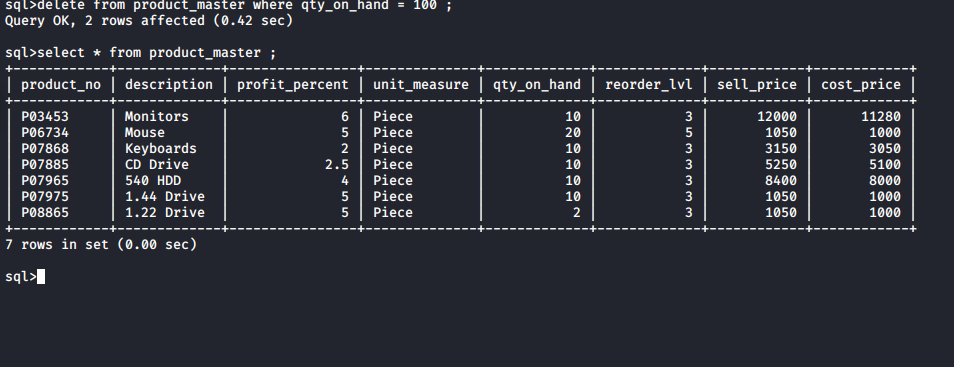 sql>delete from product_master where qty_on_hand = 100 ;
Query OK, 2 rows affected (0.42 sec)
sql>select * from product_master ;
+------------+-------------+----------------+--------------+-------------+-------------+------------+------------+
| product_no | description | profit_percent | unit_measure | qty_on_hand | reorder_lvl | sell_price | cost_price |
+------------+-------------+----------------+--------------+-------------+-------------+------------+------------+
| P03453     | Monitors    |              6 | Piece        |          10 |           3 |      12000 |      11280 |
| P06734     | Mouse       |              5 | Piece        |          20 |           5 |       1050 |       1000 |
| P07868     | Keyboards   |              2 | Piece        |          10 |           3 |       3150 |       3050 |
| P07885     | CD Drive    |            2.5 | Piece        |          10 |           3 |       5250 |       5100 |
| P07965     | 540 HDD     |              4 | Piece        |          10 |           3 |       8400 |       8000 |
| P07975     | 1.44 Drive  |              5 | Piece        |          10 |           3 |       1050 |       1000 |
| P08865     | 1.22 Drive  |              5 | Piece        |           2 |           3 |       1050 |       1000 |
+------------+-------------+----------------+--------------+-------------+-------------+------------+------------+
7 rows in set (0.00 sec)
sql>